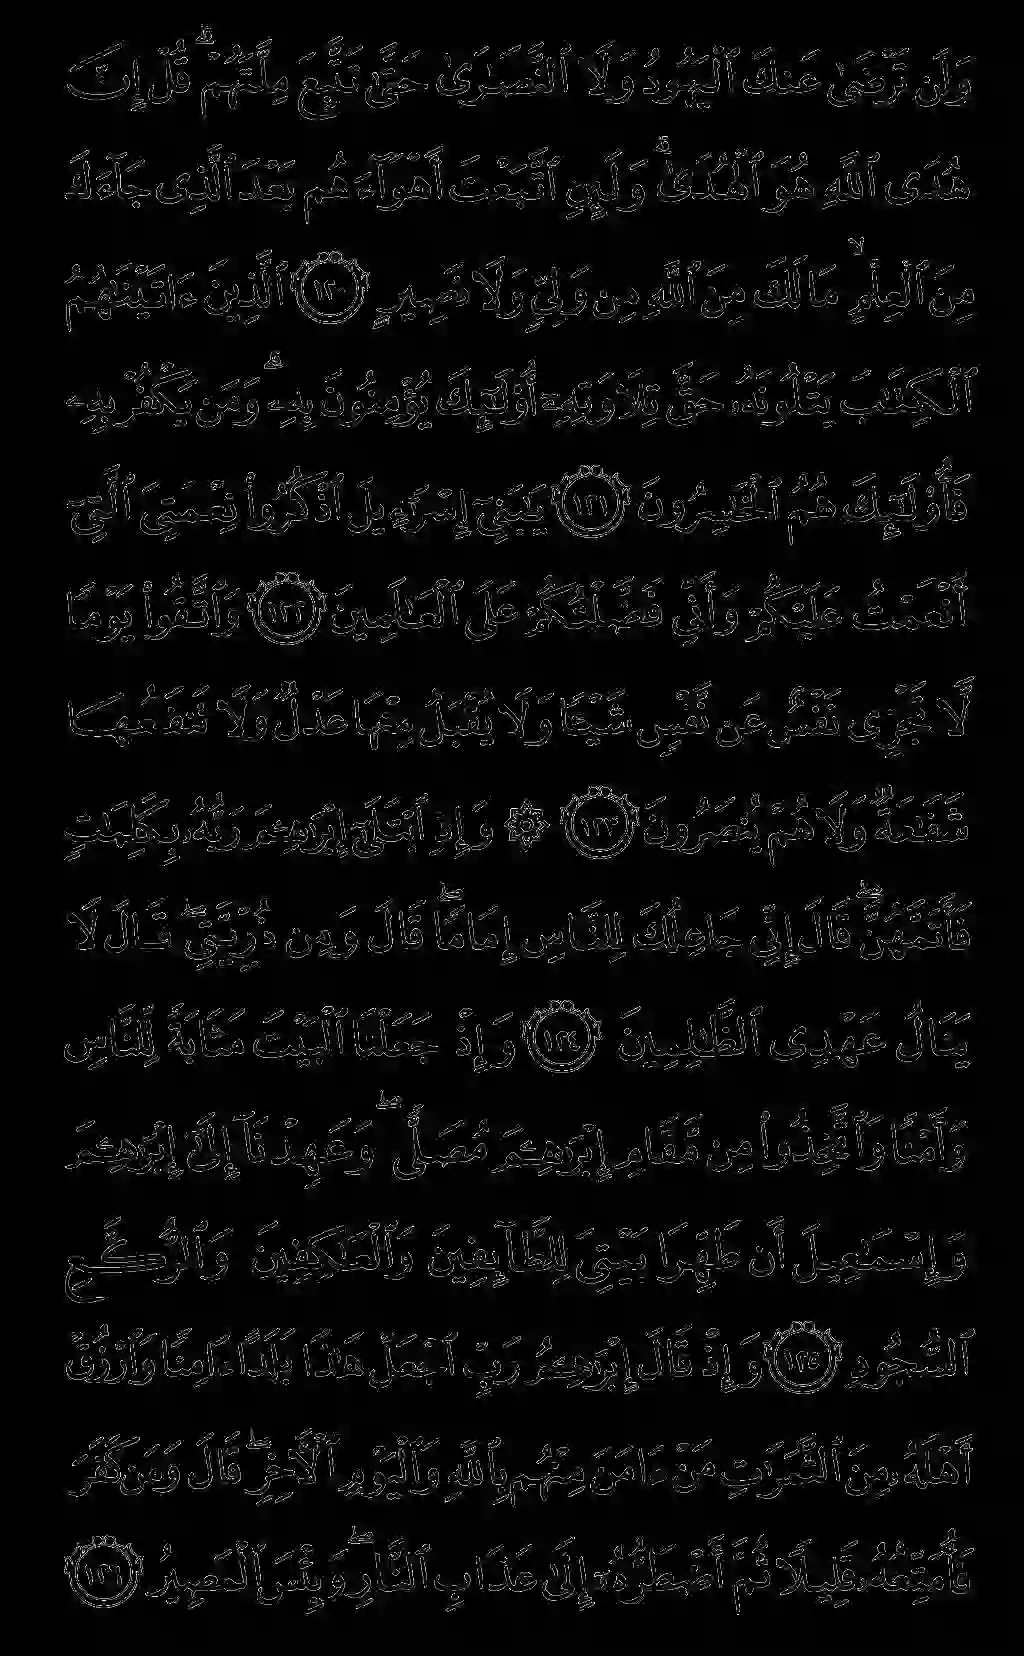 وَلَن تَرْضَىٰ عَنكَ ٱلْيَهُودُ وَلَا ٱلنَّصَٰرَىٰ حَتَّىٰ تَتَّبِعَ مِلَّتَهُمْ ۗ قُلْ إِنَّ
هُدَى ٱللَّهِ هُوَ ٱلْهُدَىٰ ۗ وَلَئِنِ ٱتَّبَعْتَ أَهْوَآءَهُم بَعْدَ ٱلَّذِى جَآءَكَ
مِنَ ٱلْعِلْمِ ۙ مَا لَكَ مِنَ ٱللَّهِ مِن وَلِىٍّ وَلَا نَصِيرٍ ١٢٠ ٱلَّذِينَ ءَاتَيْنَٰهُمُ
ٱلْكِتَٰبَ يَتْلُونَهُۥ حَقَّ تِلَاوَتِهِۦٓ أُو۟لَٰٓئِكَ يُؤْمِنُونَ بِهِۦ ۗ وَمَن يَكْفُرْ بِهِۦ
فَأُو۟لَٰٓئِكَ هُمُ ٱلْخَٰسِرُونَ ١٢١ يَٰبَنِىٓ إِسْرَٰٓءِيلَ ٱذْكُرُوا۟ نِعْمَتِىَ ٱلَّتِىٓ
أَنْعَمْتُ عَلَيْكُمْ وَأَنِّى فَضَّلْتُكُمْ عَلَى ٱلْعَٰلَمِينَ ١٢٢ وَٱتَّقُوا۟ يَوْمًا
لَّا تَجْزِى نَفْسٌ عَن نَّفْسٍ شَيْـًٔا وَلَا يُقْبَلُ مِنْهَا عَدْلٌ وَلَا تَنفَعُهَا
شَفَٰعَةٌ وَلَا هُمْ يُنصَرُونَ ١٢٣ ۞ وَإِذِ ٱبْتَلَىٰٓ إِبْرَٰهِـۧمَ رَبُّهُۥ بِكَلِمَٰتٍ
فَأَتَمَّهُنَّ ۖ قَالَ إِنِّى جَاعِلُكَ لِلنَّاسِ إِمَامًا ۖ قَالَ وَمِن ذُرِّيَّتِى ۖ قَالَ لَا
يَنَالُ عَهْدِى ٱلظَّٰلِمِينَ ١٢٤ وَإِذْ جَعَلْنَا ٱلْبَيْتَ مَثَابَةً لِّلنَّاسِ
وَأَمْنًا وَٱتَّخِذُوا۟ مِن مَّقَامِ إِبْرَٰهِـۧمَ مُصَلًّى ۖ وَعَهِدْنَآ إِلَىٰٓ إِبْرَٰهِـۧمَ
وَإِسْمَٰعِيلَ أَن طَهِّرَا بَيْتِىَ لِلطَّآئِفِينَ وَٱلْعَٰكِفِينَ وَٱلرُّكَّعِ
ٱلسُّجُودِ ١٢٥ وَإِذْ قَالَ إِبْرَٰهِـۧمُ رَبِّ ٱجْعَلْ هَٰذَا بَلَدًا ءَامِنًا وَٱرْزُقْ
أَهْلَهُۥ مِنَ ٱلثَّمَرَٰتِ مَنْ ءَامَنَ مِنْهُم بِٱللَّهِ وَٱلْيَوْمِ ٱلْءَاخِرِ ۖ قَالَ وَمَن كَفَرَ
فَأُمَتِّعُهُۥ قَلِيلًا ثُمَّ أَضْطَرُّهُۥٓ إِلَىٰ عَذَابِ ٱلنَّارِ ۖ وَبِئْسَ ٱلْمَصِيرُ ١٢٦